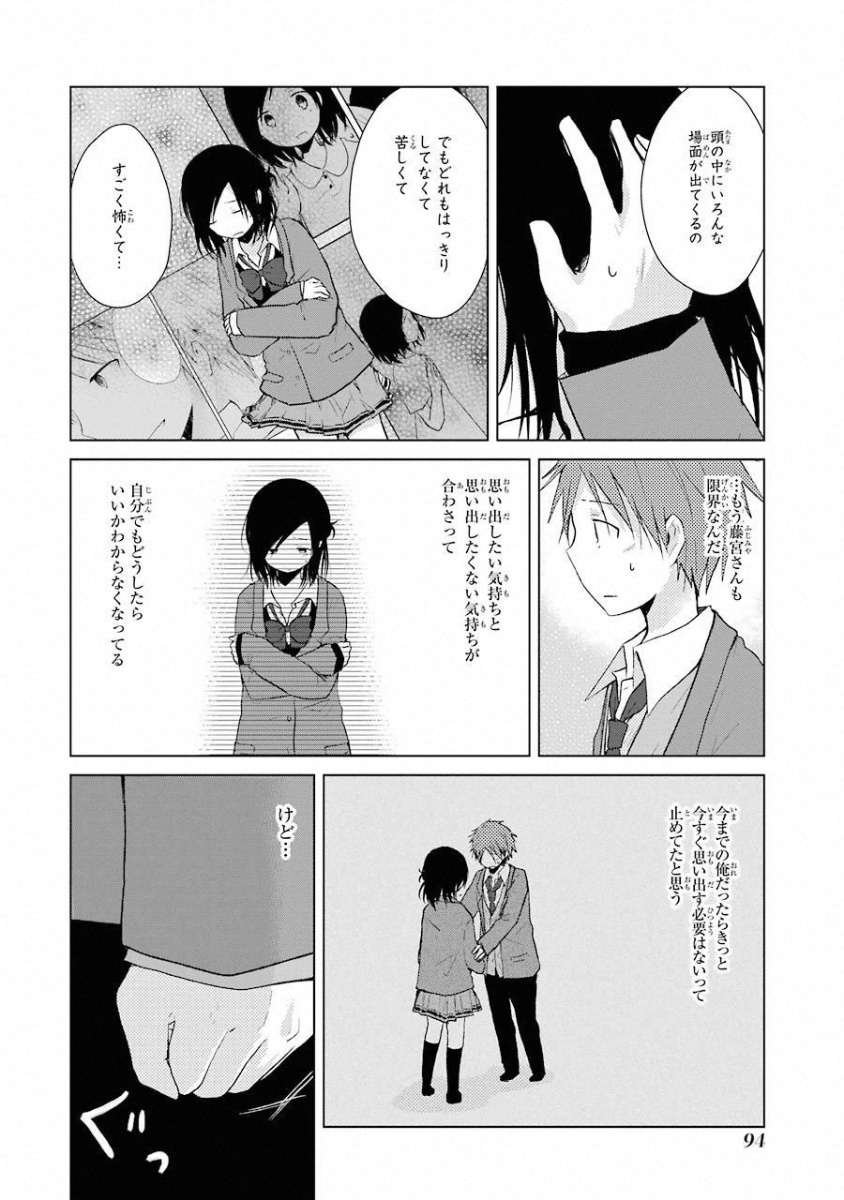 頭の中にいろんな
場面が出てくるの
でもどれもはっきり
してなくて
苦しくて
すごく怖くて…
…もう藤宮さんも
限界なんだ
思い出したい気持ちと
思い出したくない気持ちが
合わさって
自分でもどうしたら
いいかわからなくなってる
今までの俺だったらきっと
今すぐ思い出す必要はないって
止めてたと思う
けど…
ぐっ
94